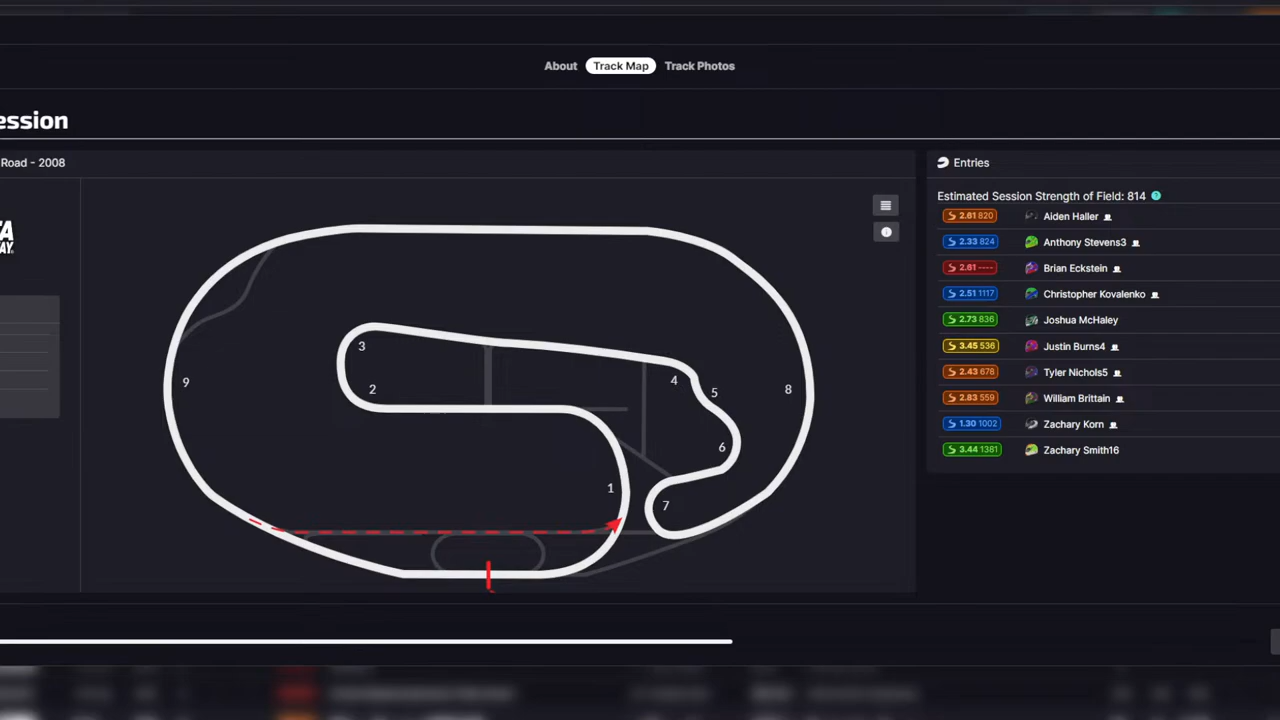 About Track Map Track Photos
ession
Road - 2008
TA
WAY
Entries
Estimated Session Strength of Field: 814
2.61 820 Aiden Haller
2.33 824 Anthony Stevens3
2.61 ---- Brian Eckstein
2.51 1117 Christopher Kovalenko
2.73 836 Joshua McHaley
3.45 536 Justin Burns4
2.43 678 Tyler Nichols5
2.83 559 William Brittain
1.30 1002 Zachary Korn
3.44 1381 Zachary Smith16
3
4
9
2
5
8
6
1
7